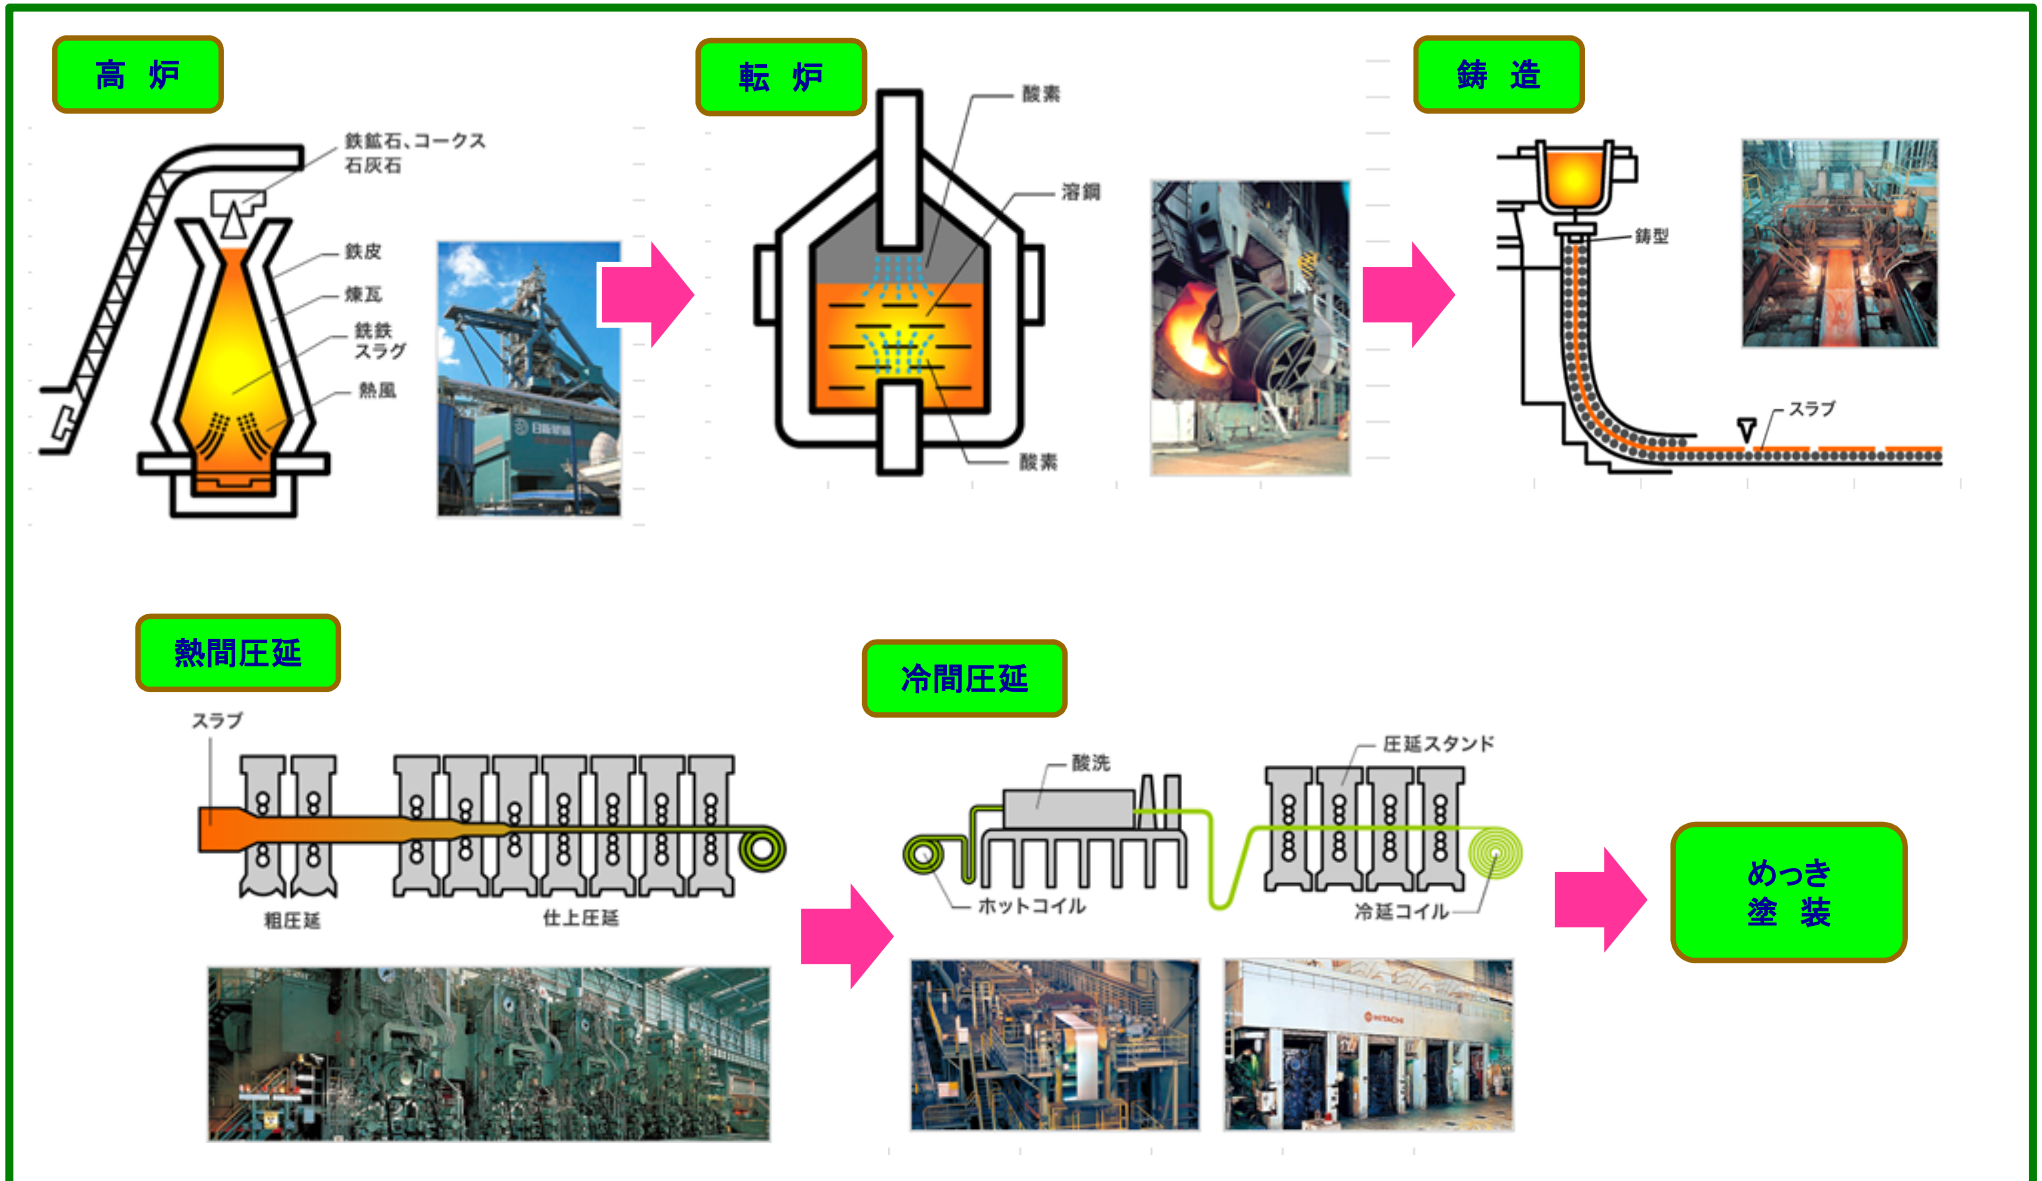 高 炉
鉄鉱石、コークス
石灰石
鉄皮
煉瓦
銑鉄
スラグ
熱風
転 炉
酸素
溶鋼
酸素
鋳 造
鋳型
スラブ
熱間圧延
スラブ
粗圧延
仕上圧延
冷間圧延
酸洗
ホットコイル
圧延スタンド
冷延コイル
HITACHI
めっき
塗 装